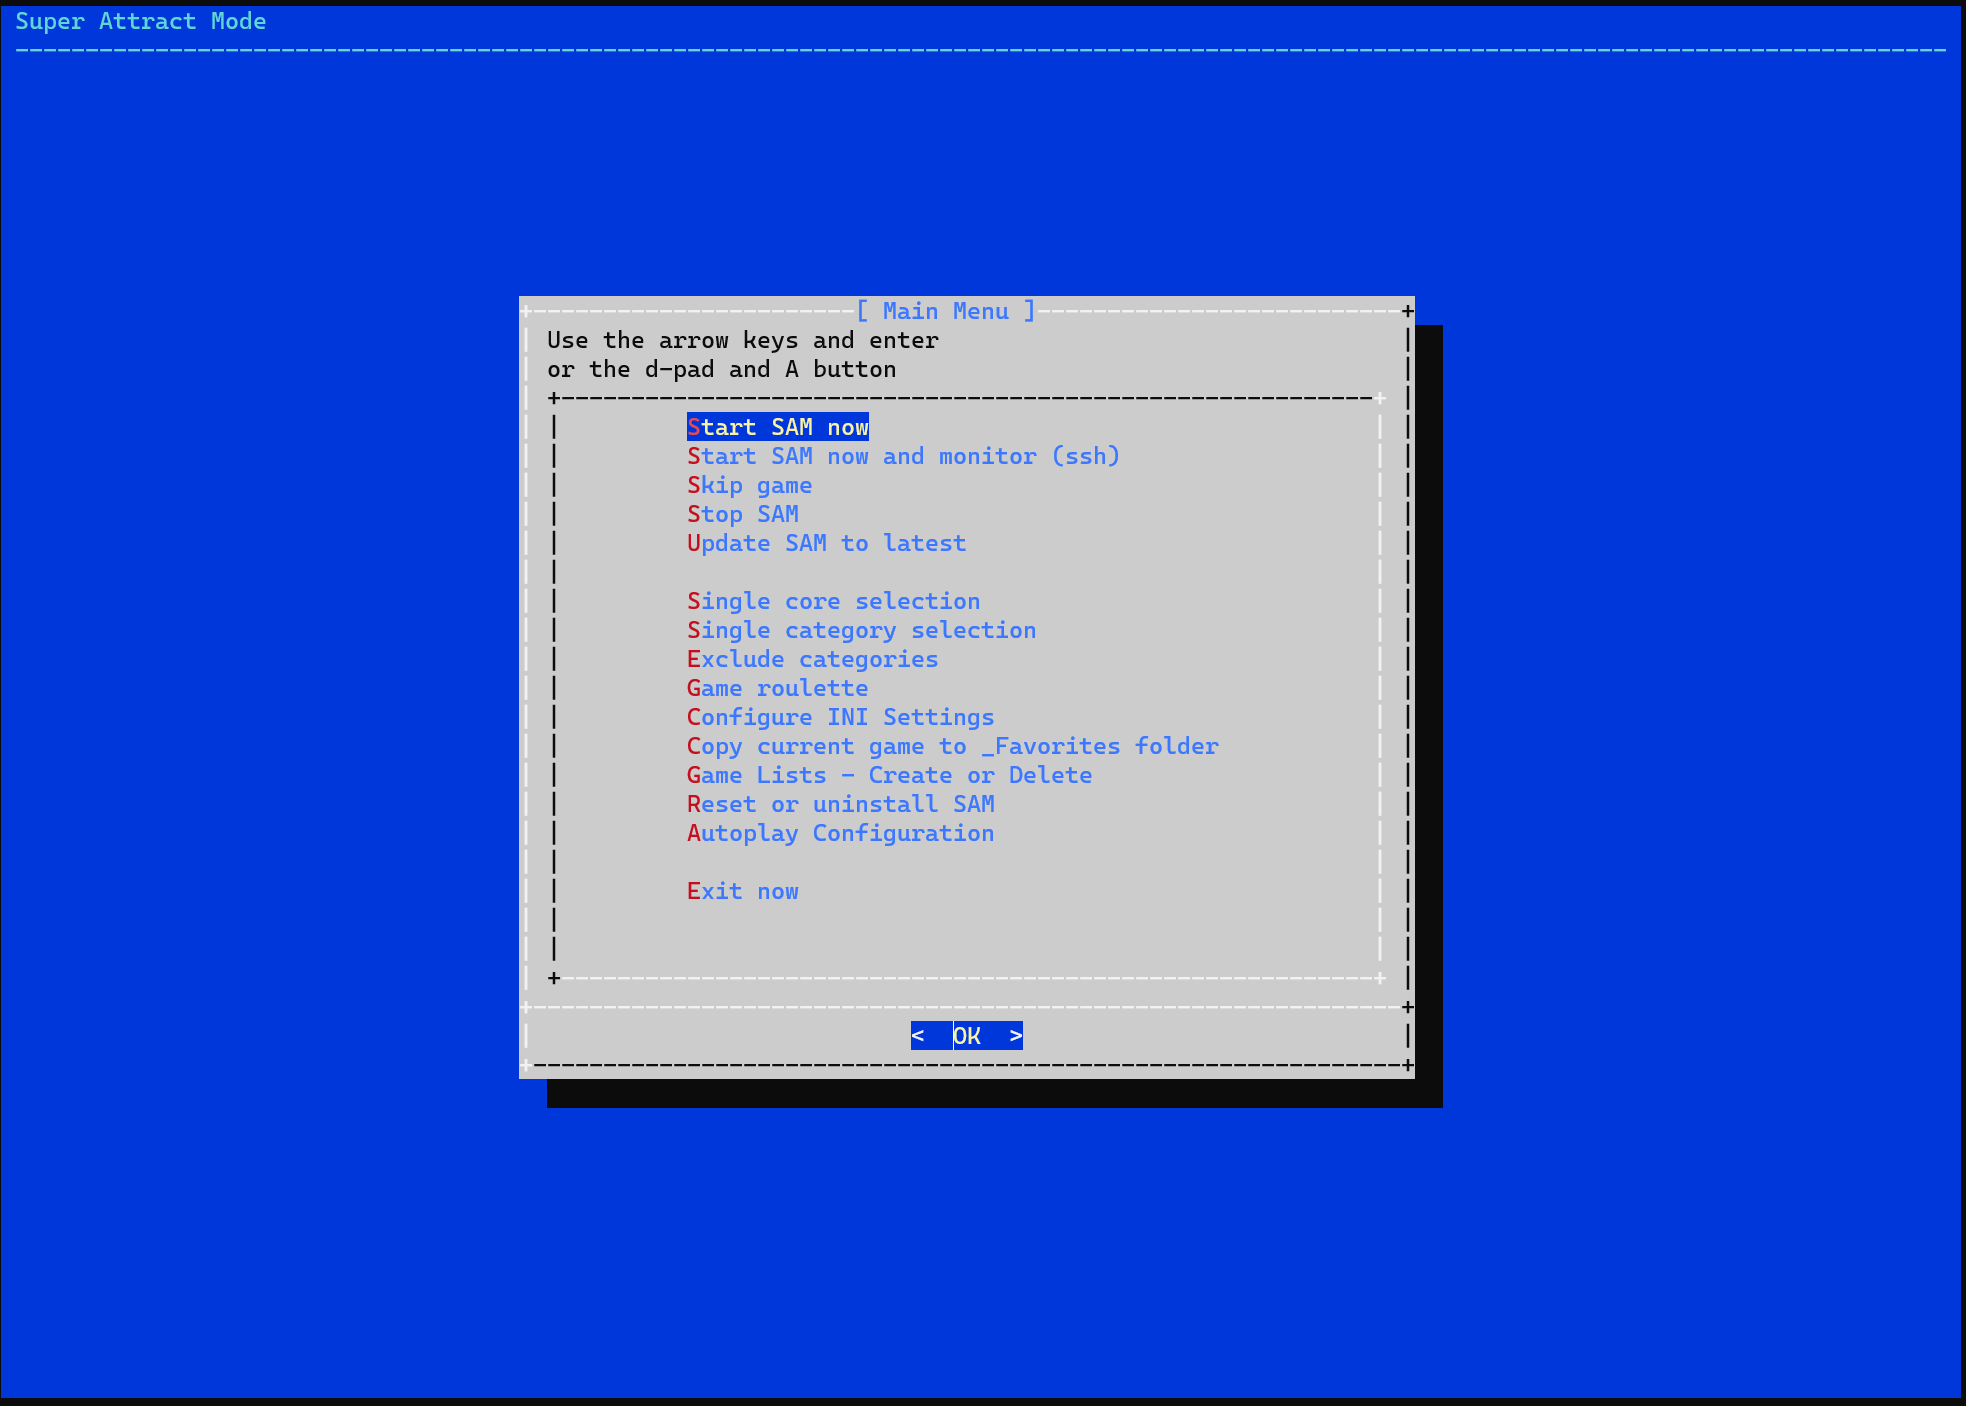 Super Attract Mode
[ Main Menu ]
Use the arrow keys and enter
or the d-pad and A button
Start SAM now
Start SAM now and monitor (ssh)
Skip game
Stop SAM
Update SAM to latest
Single core selection
Single category selection
Exclude categories
Game roulette
Configure INI Settings
Copy current game to _Favorites folder
Game Lists - Create or Delete
Reset or uninstall SAM
Autoplay Configuration
Exit now
<  OK  >